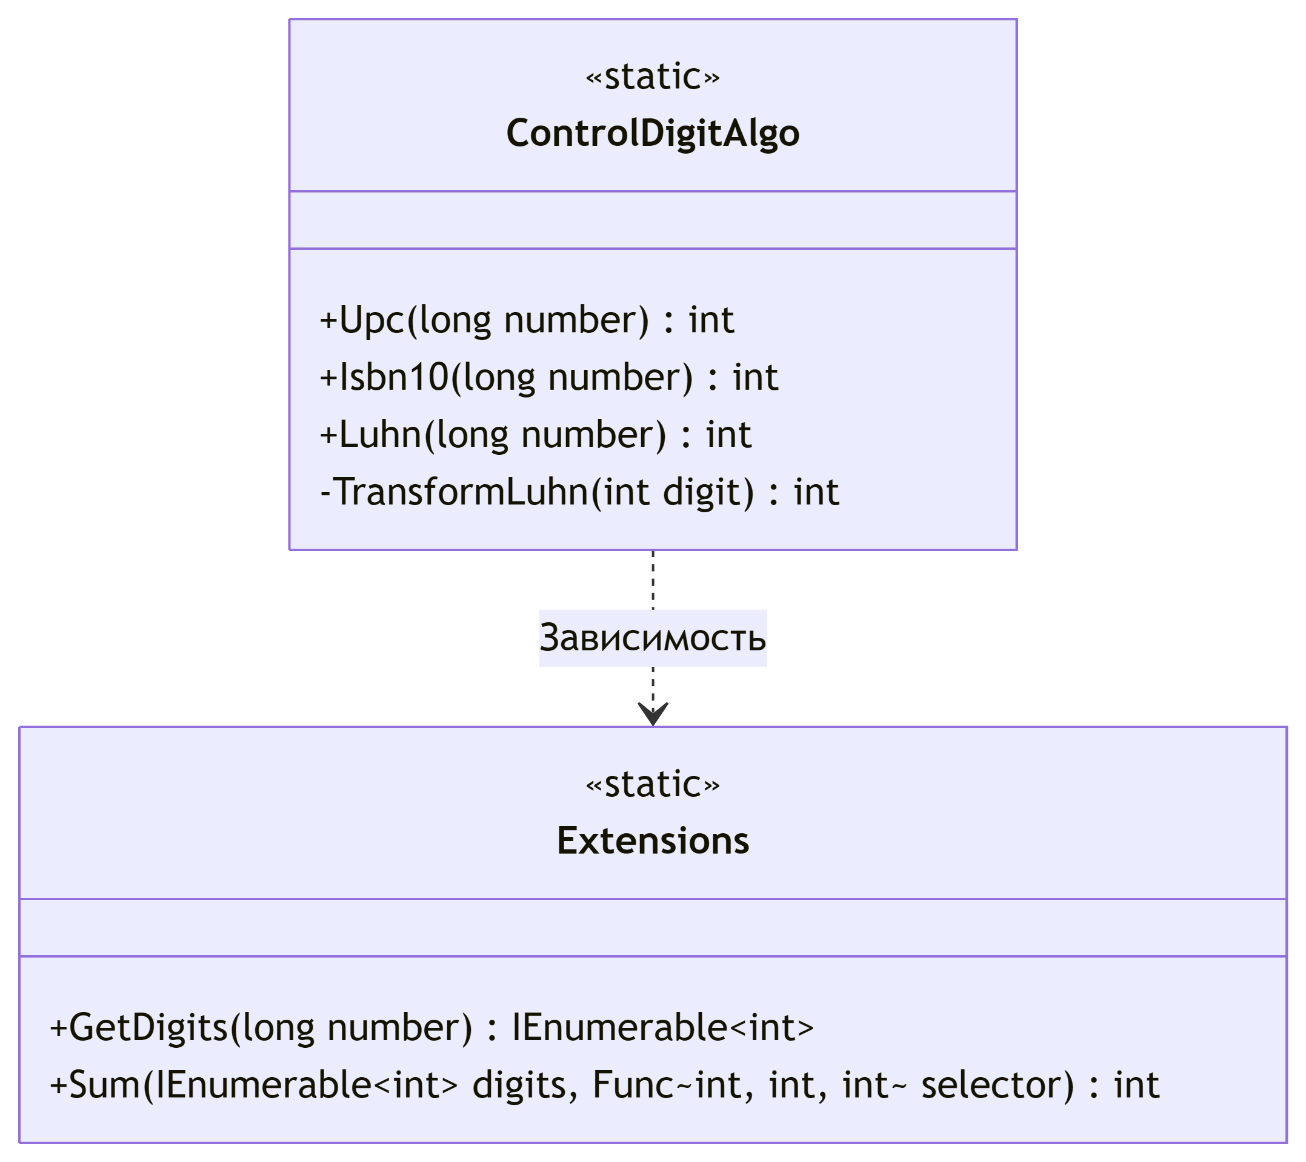 «static»
ControlDigitAlgo
+Upc(long number) : int
+Isbn10(long number) : int
+Luhn(long number) : int
-TransformLuhn(int digit) : int
Зависимость
«static»
Extensions
+GetDigits(long number) : IEnumerable<int>
+Sum(IEnumerable<int> digits, Func~int, int, int~ selector) : int